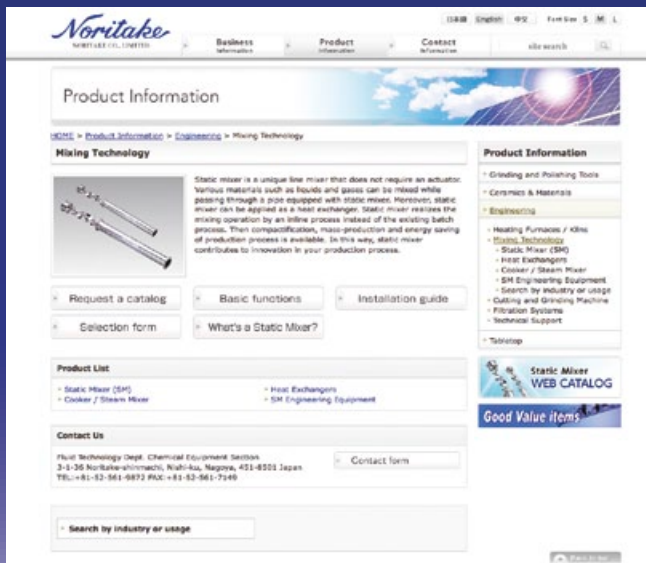 Noritake
NORITAKE CO., LIMITED
日本語 English 中文 Font Size S M L
Business Information
Product Information
Contact Information
site search
Product Information
HOME > Product Information > Engineering > Mixing Technology
Mixing Technology
Static mixer is a unique line mixer that does not require an actuator.
Various materials such as liquids and gases can be mixed while
passing through a pipe equipped with static mixer. Moreover, static
mixer can be applied as a heat exchanger. Static mixer realizes the
mixing operation by an inline process instead of the existing batch
process. Then compactification, mass-production and energy saving
of production process is available. In this way, static mixer
contributes to innovation in your production process.
Request a catalog
Basic functions
Installation guide
Selection form
What's a Static Mixer?
Product List
Static Mixer (SM)
Heat Exchangers
Cooker / Steam Mixer
SM Engineering Equipment
Contact Us
Fluid Technology Dept. Chemical Equipment Section
3-1-36 Noritake-shinmachi, Nishi-ku, Nagoya, 451-8501 Japan
TEL:+81-52-561-9872 FAX:+81-52-561-7149
Contact form
Search by industry or usage
Product Information
Grinding and Polishing Tools
Ceramics & Materials
Engineering
Heating Furnaces / Kilns
Mixing Technology
Static Mixer (SM)
Heat Exchangers
Cooker / Steam Mixer
SM Engineering Equipment
Search by industry or usage
Cutting and Grinding Machine
Filtration Systems
Technical Support
Tabletop
Static Mixer
WEB CATALOG
Good Value items